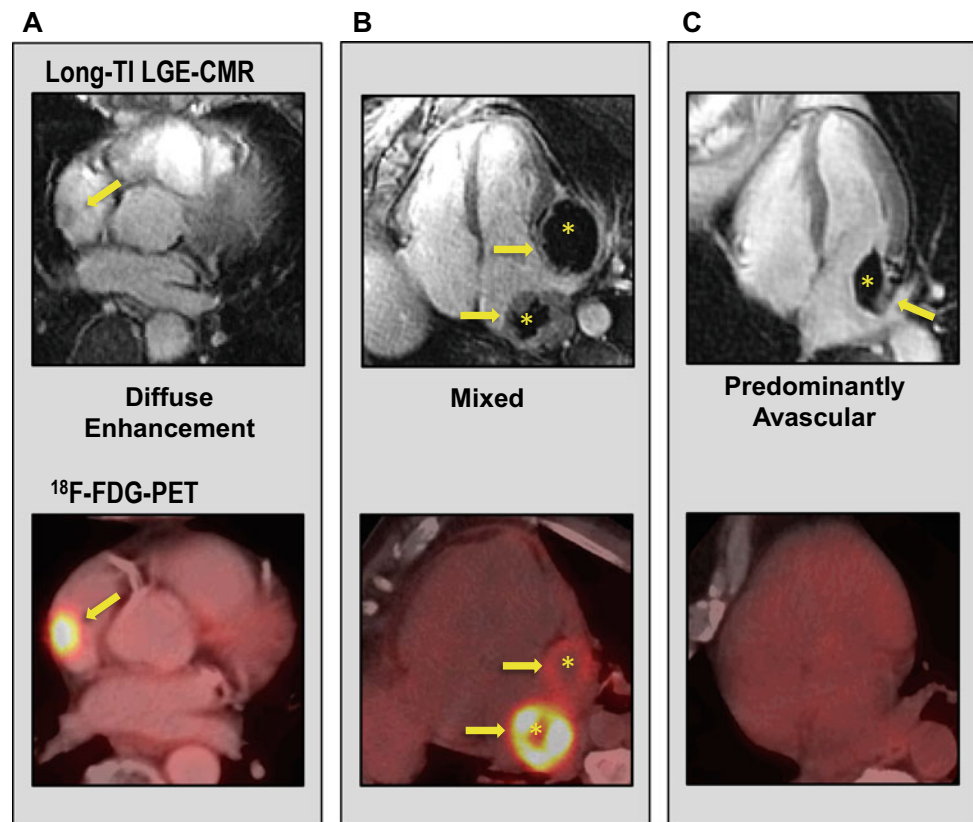 A
B
C
Long-TI LGE-CMR
*
*
*
Diffuse
Enhancement
Mixed
Predominantly
Avascular
¹⁸F-FDG-PET
*
*